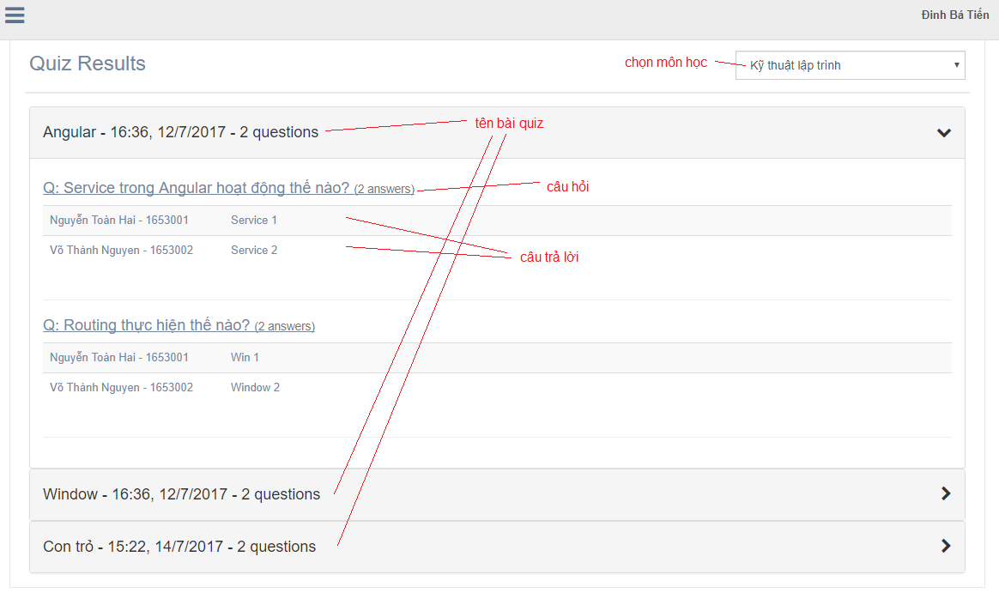 Đinh Bá Tiến
Quiz Results
chọn môn học
Kỹ thuật lập trình
Angular - 16:36, 12/7/2017 - 2 questions
tên bài quiz
Q: Service trong Angular hoạt động thế nào? (2 answers)
câu hỏi
Nguyễn Toàn Hai - 1653001 Service 1
Võ Thành Nguyen - 1653002 Service 2
câu trả lời
Q: Routing thực hiện thế nào? (2 answers)
Nguyễn Toàn Hai - 1653001 Win 1
Võ Thành Nguyen - 1653002 Window 2
Window - 16:36, 12/7/2017 - 2 questions
Con trỏ - 15:22, 14/7/2017 - 2 questions